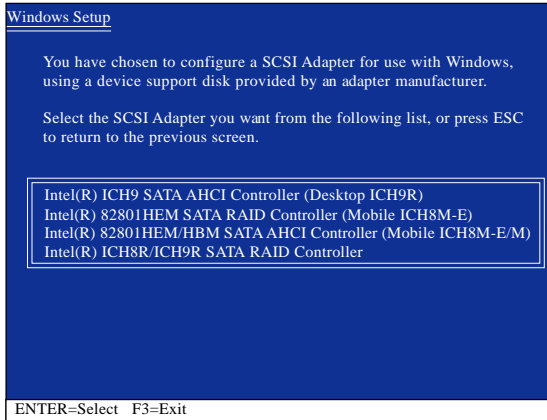 Windows Setup
You have chosen to configure a SCSI Adapter for use with Windows,
using a device support disk provided by an adapter manufacturer.
Select the SCSI Adapter you want from the following list, or press ESC
to return to the previous screen.
Intel(R) ICH9 SATA AHCI Controller (Desktop ICH9R)
Intel(R) 82801HEM SATA RAID Controller (Mobile ICH8M-E)
Intel(R) 82801HEM/HBM SATA AHCI Controller (Mobile ICH8M-E/M)
Intel(R) ICH8R/ICH9R SATA RAID Controller
ENTER=Select F3=Exit